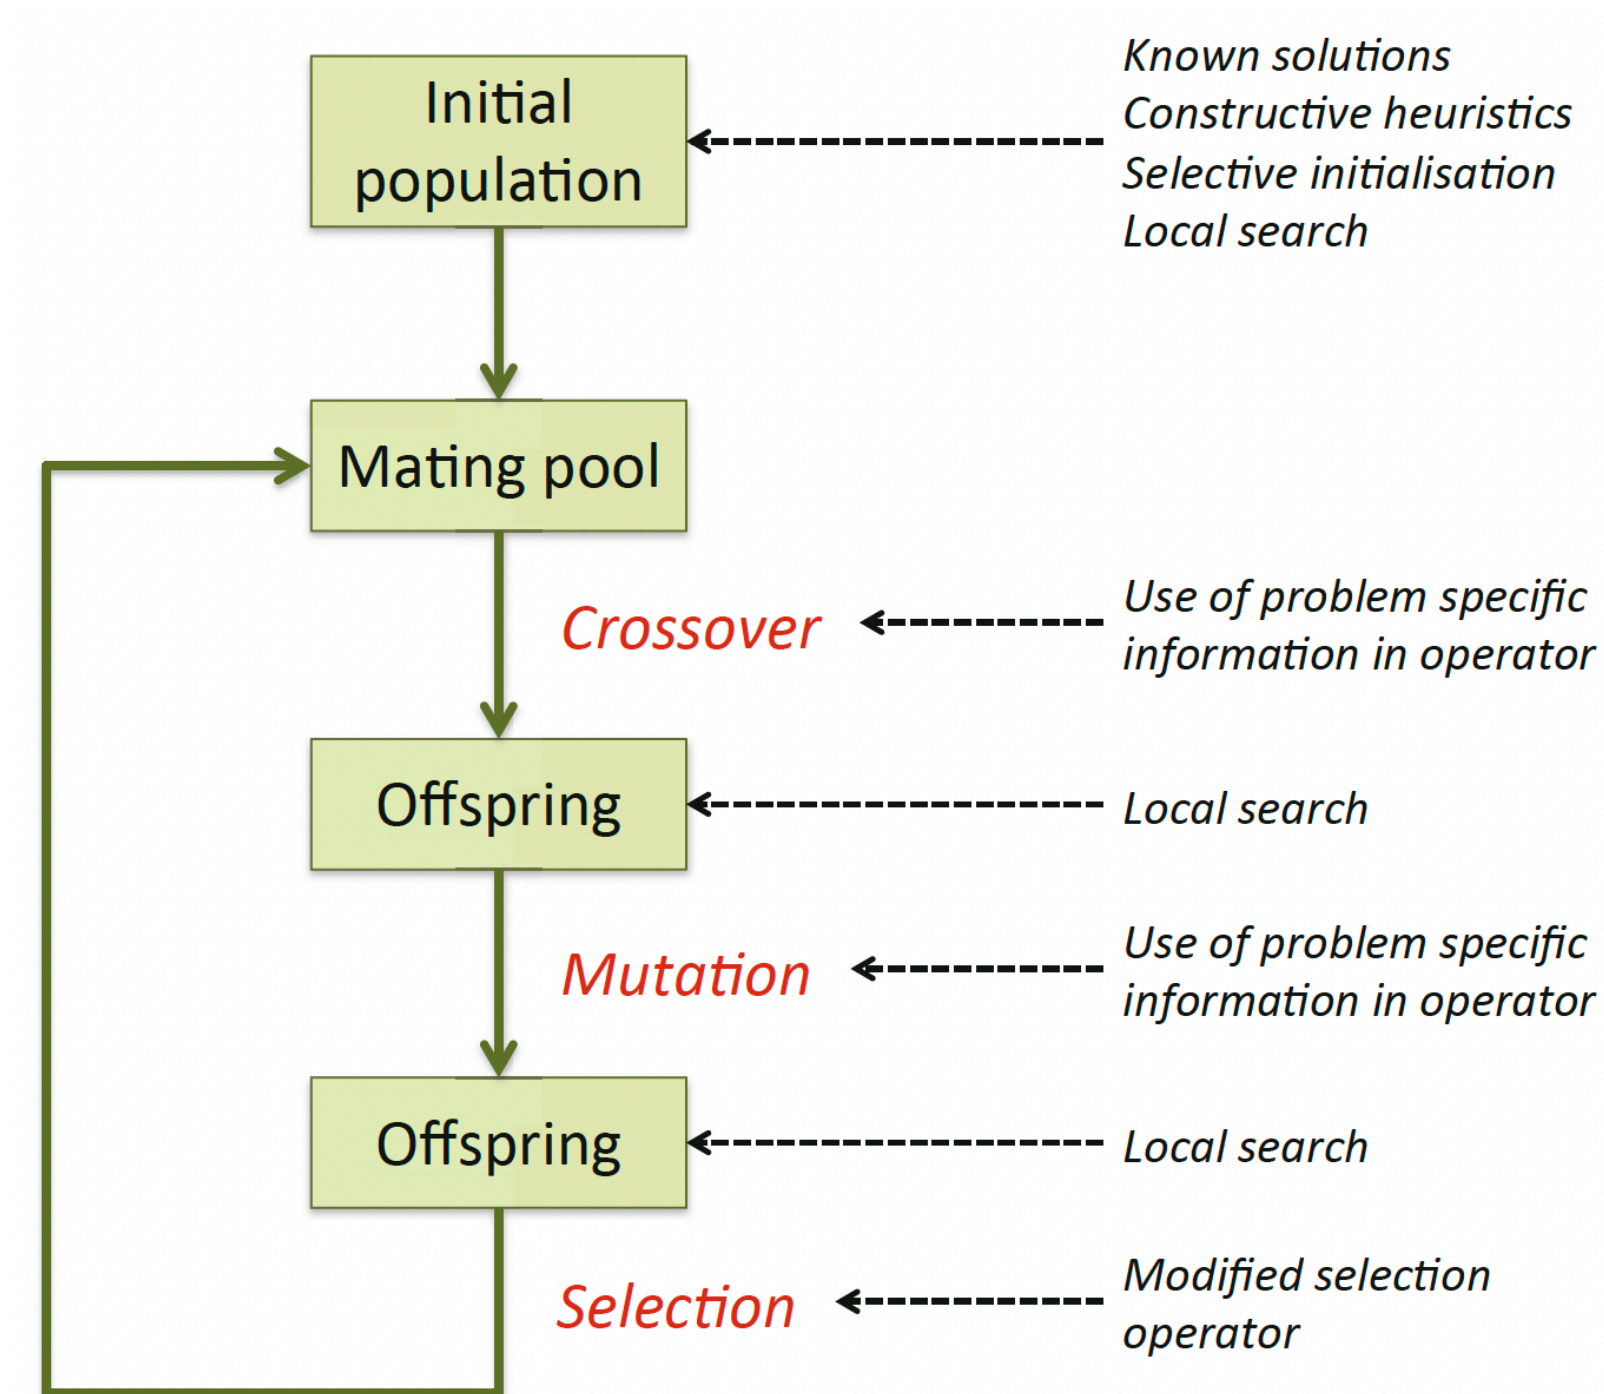 Initial
population
Known solutions
Constructive heuristics
Selective initialisation
Local search
Mating pool
Crossover
Use of problem specific
information in operator
Offspring
Local search
Mutation
Use of problem specific
information in operator
Offspring
Local search
Selection
Modified selection
operator